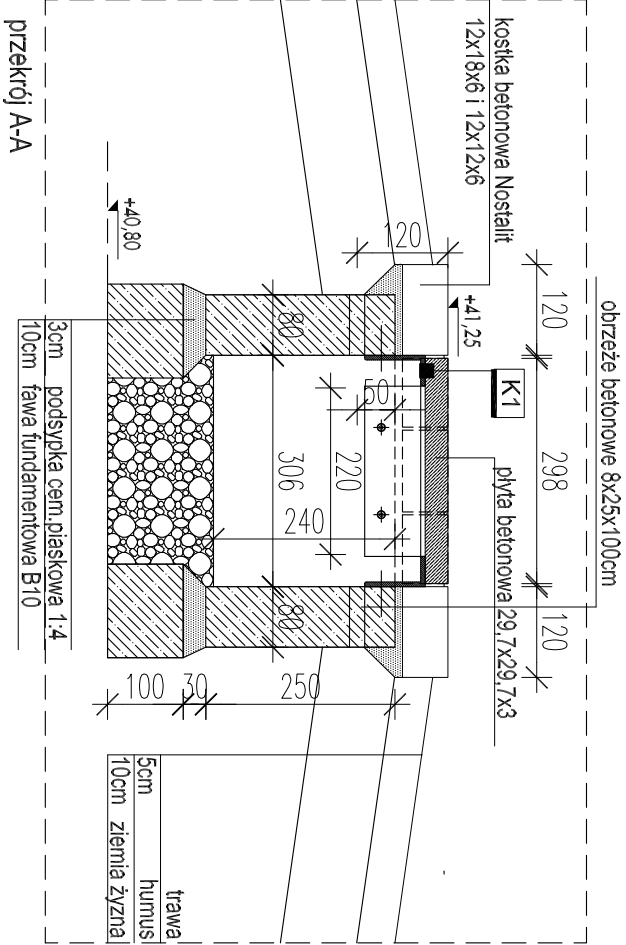 obrzeże betonowe 8x25x100cm
kostka betonowa Nostalit
12x18x6 i 12x12x6
120
298
120
K1
płyta betonowa 29,7x29,7x3
+41,25
120
50
220
306
240
80
80
250
30
100
+40,80
3cm podsypka cem.piaskowa 1:4
10cm ława fundamentowa B10
trawa
5cm humus
10cm ziemia żyzna
przekrój A-A